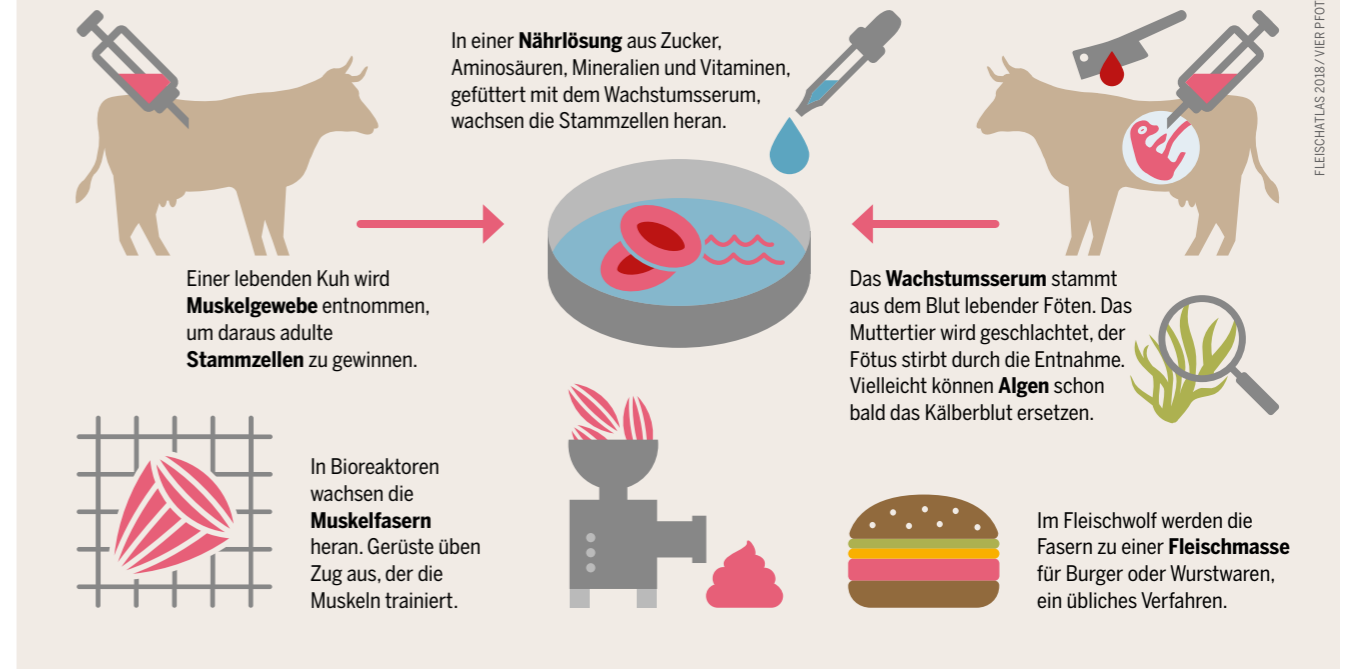 In einer Nährlösung aus Zucker,
Aminosäuren, Mineralien und Vitaminen,
gefüttert mit dem Wachstumsserum,
wachsen die Stammzellen heran.
Einer lebenden Kuh wird
Muskelgewebe entnommen,
um daraus adulte
Stammzellen zu gewinnen.
Das Wachstumsserum stammt
aus dem Blut lebender Föten. Das
Muttertier wird geschlachtet, der
Fötus stirbt durch die Entnahme.
Vielleicht können Algen schon
bald das Kälberblut ersetzen.
In Bioreaktoren
wachsen die
Muskelfasern
heran. Gerüste üben
Zug aus, der die
Muskeln trainiert.
Im Fleischwolf werden die
Fasern zu einer Fleischmasse
für Burger oder Wurstwaren,
ein übliches Verfahren.
FLEISCHATLAS 2018 / VIER PFOT